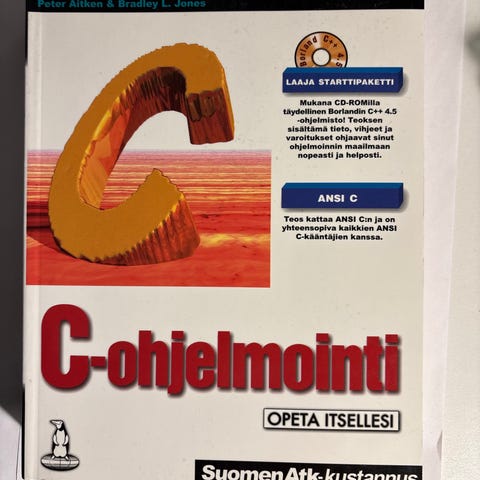 Peter Aitken & Bradley L. Jones
Borland C++ 4.5
LAAJA STARTTIPAKETTI
Mukana CD-ROMilla
täydellinen Borlandin C++ 4.5
-ohjelmisto! Teoksen
sisältämä tieto, vihjeet ja
varoitukset ohjaavat sinut
ohjelmoinnin maailmaan
nopeasti ja helposti.
ANSI C
Teos kattaa ANSI C:n ja on
yhteensopiva kaikkien ANSI
C-kääntäjien kanssa.
C
C-ohjelmointi
OPETA ITSELLESI
Suomen Atk-kustannus